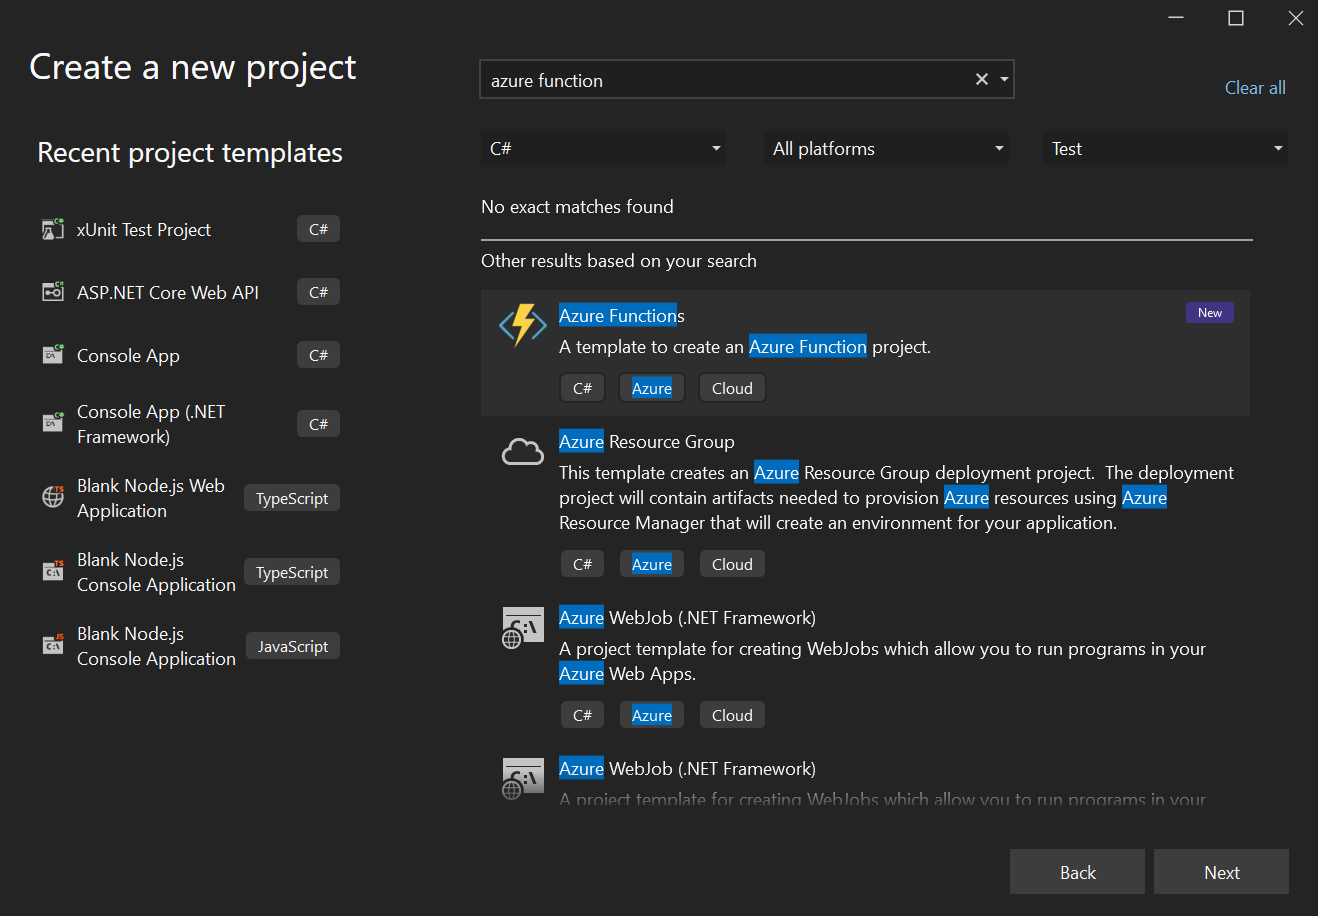 Create a new project
azure function
Clear all
Recent project templates
C#
All platforms
Test
xUnit Test Project
C#
ASP.NET Core Web API
C#
Console App
C#
Console App (.NET
Framework)
C#
Blank Node.js Web
Application
TypeScript
Blank Node.js
Console Application
TypeScript
Blank Node.js
Console Application
JavaScript
No exact matches found
Other results based on your search
Azure Functions
New
A template to create an Azure Function project.
C#
Azure
Cloud
Azure Resource Group
This template creates an Azure Resource Group deployment project.  The deployment
project will contain artifacts needed to provision Azure resources using Azure
Resource Manager that will create an environment for your application.
C#
Azure
Cloud
Azure WebJob (.NET Framework)
A project template for creating WebJobs which allow you to run programs in your
Azure Web Apps.
C#
Azure
Cloud
Azure WebJob (.NET Framework)
A project template for creating WebJobs which allow you to run programs in your
Back
Next